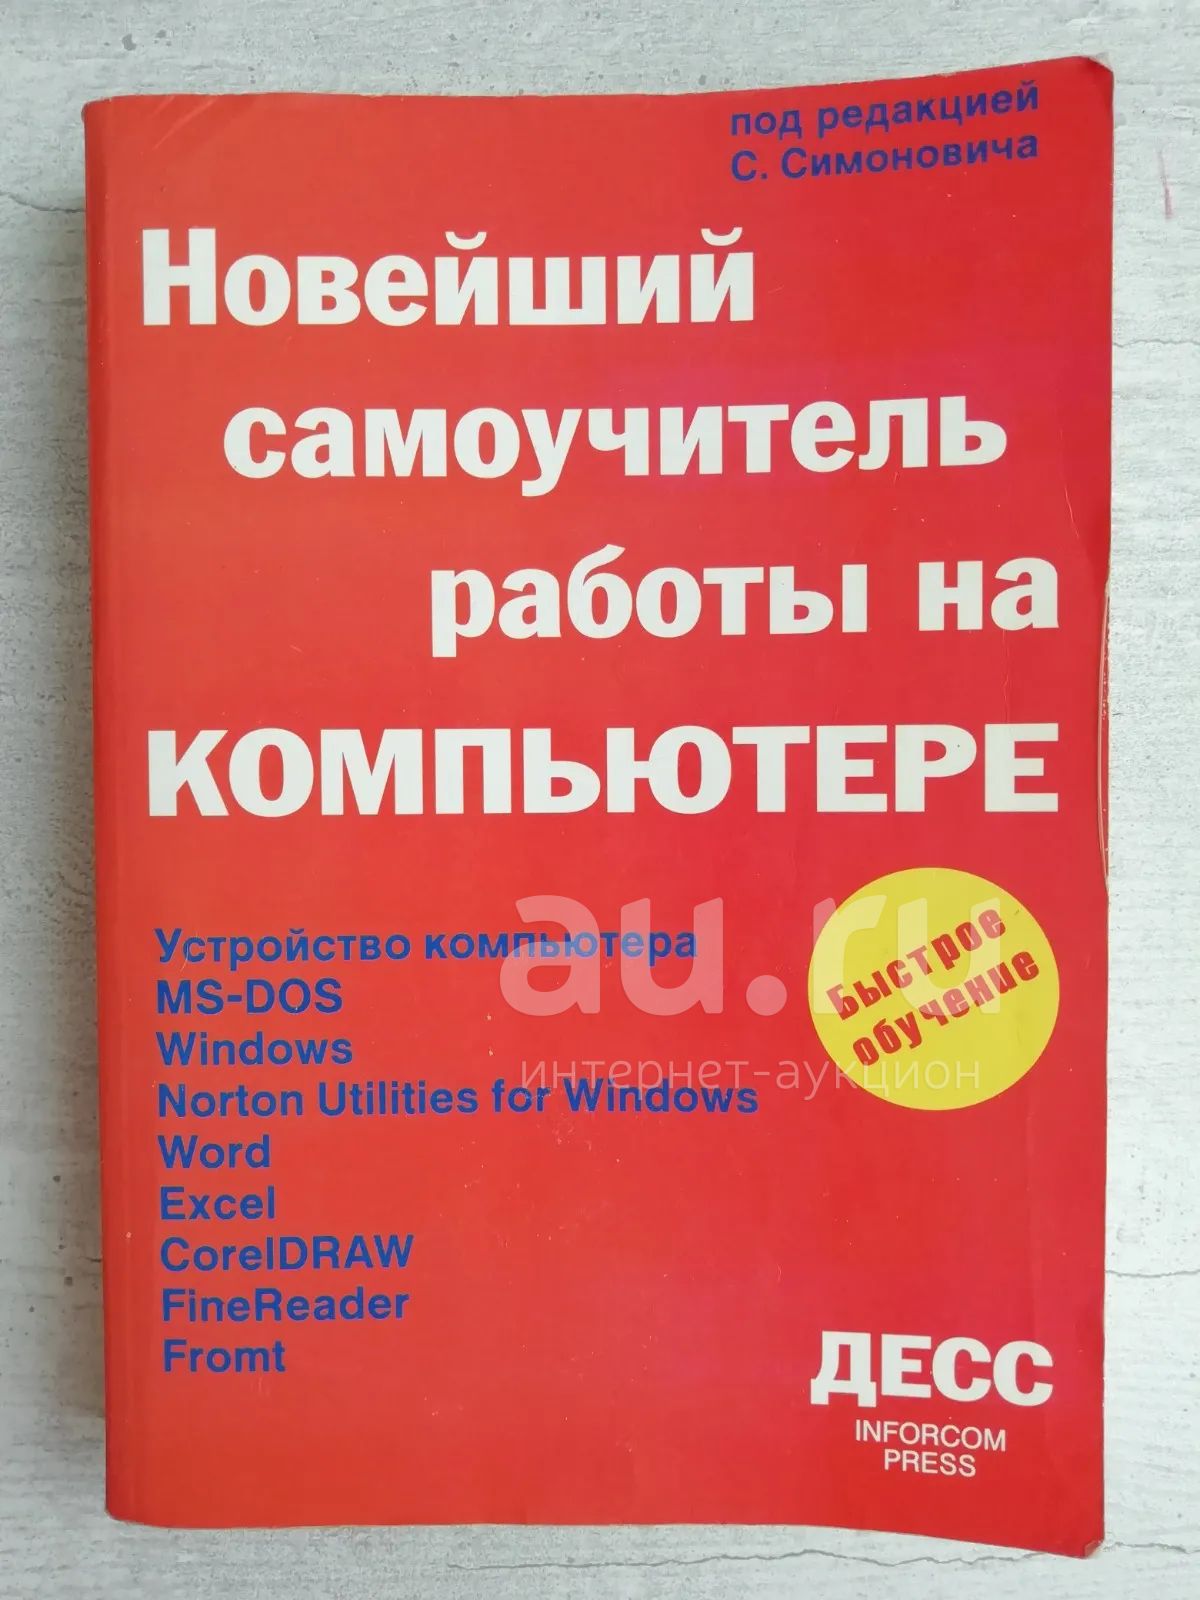 под редакцией
С. Симоновича
Новейший
самоучитель
работы на
КОМПЬЮТЕРЕ
Быстрое
обучение
Устройство компьютера
MS-DOS
Windows
Norton Utilities for Windows
Word
Excel
CorelDRAW
FineReader
Fromt
au.ru
интернет-аукцион
ДЕСС
INFORCOM
PRESS